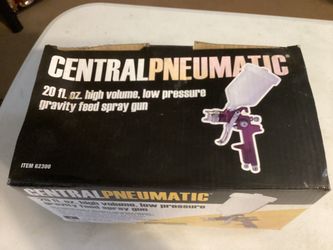 CENTRALPNEUMATIC
20 fl. oz. high volume, low pressure
gravity feed spray gun
ITEM 62300
CENTRALPNEUMATIC
20 fl. oz. high volume, low pressure
gravity feed spray gun